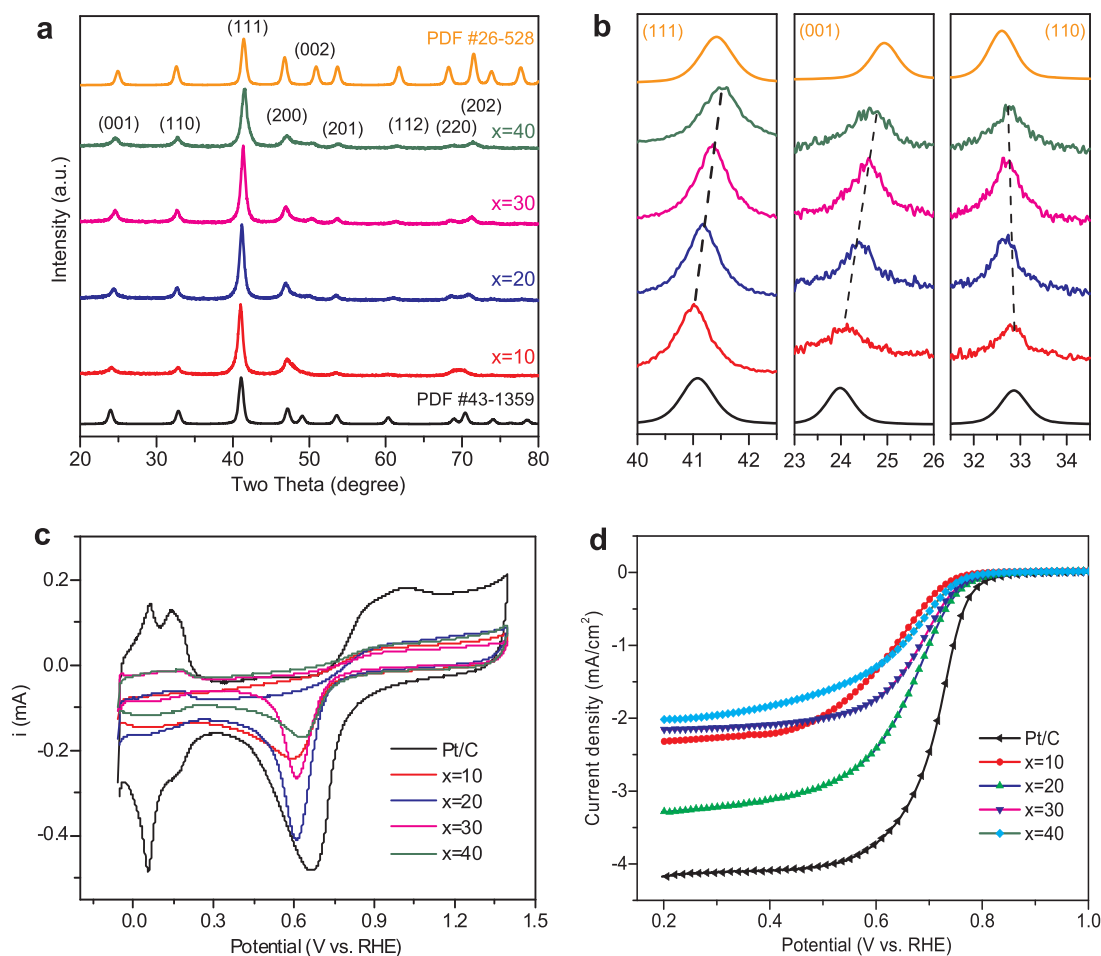 a
(111)
PDF #26-528
(002)
(202)
(001)
(110)
(200)
(201)
(112)
(220)
x=40
x=30
x=20
x=10
PDF #43-1359
Intensity (a.u.)
20 30 40 50 60 70 80
Two Theta (degree)
b
(111)
(001)
(110)
40 41 42
23 24 25 26
32 33 34
c
0.2
0.0
-0.2
-0.4
i (mA)
Pt/C
x=10
x=20
x=30
x=40
0.0 0.3 0.6 0.9 1.2 1.5
Potential (V vs. RHE)
d
0
-1
-2
-3
-4
Current density (mA/cm²)
Pt/C
x=10
x=20
x=30
x=40
0.2 0.4 0.6 0.8 1.0
Potential (V vs. RHE)